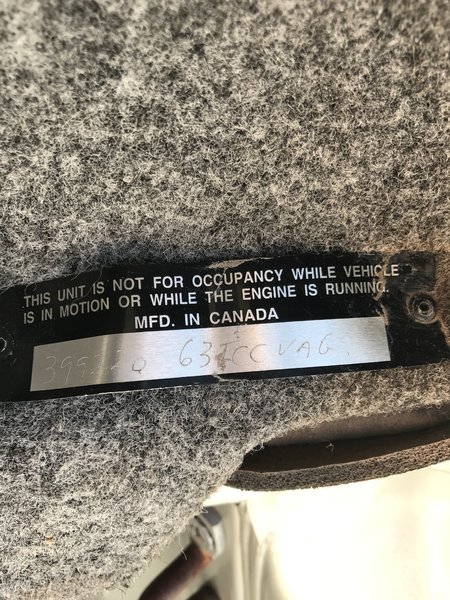 THIS UNIT IS NOT FOR OCCUPANCY WHILE VEHICLE
IS IN MOTION OR WHILE THE ENGINE IS RUNNING.
MFD. IN CANADA